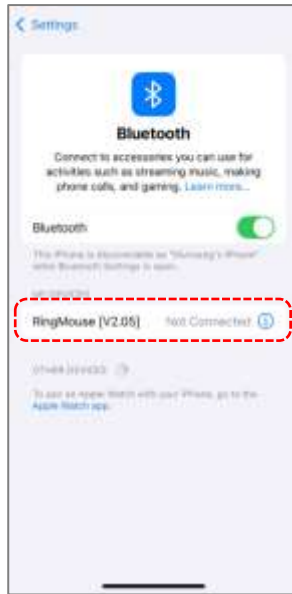 Settings
Bluetooth
Connect to accessories you can use for
activities such as streaming music, making
phone calls, and gaming. Learn more...
Bluetooth
This iPhone is discoverable as
while Bluetooth Settings is open.
MY DEVICES
RingMouse [V2.05] Not Connected
OTHER DEVICES
To pair an Apple Watch with your iPhone, go to the
Apple Watch app.